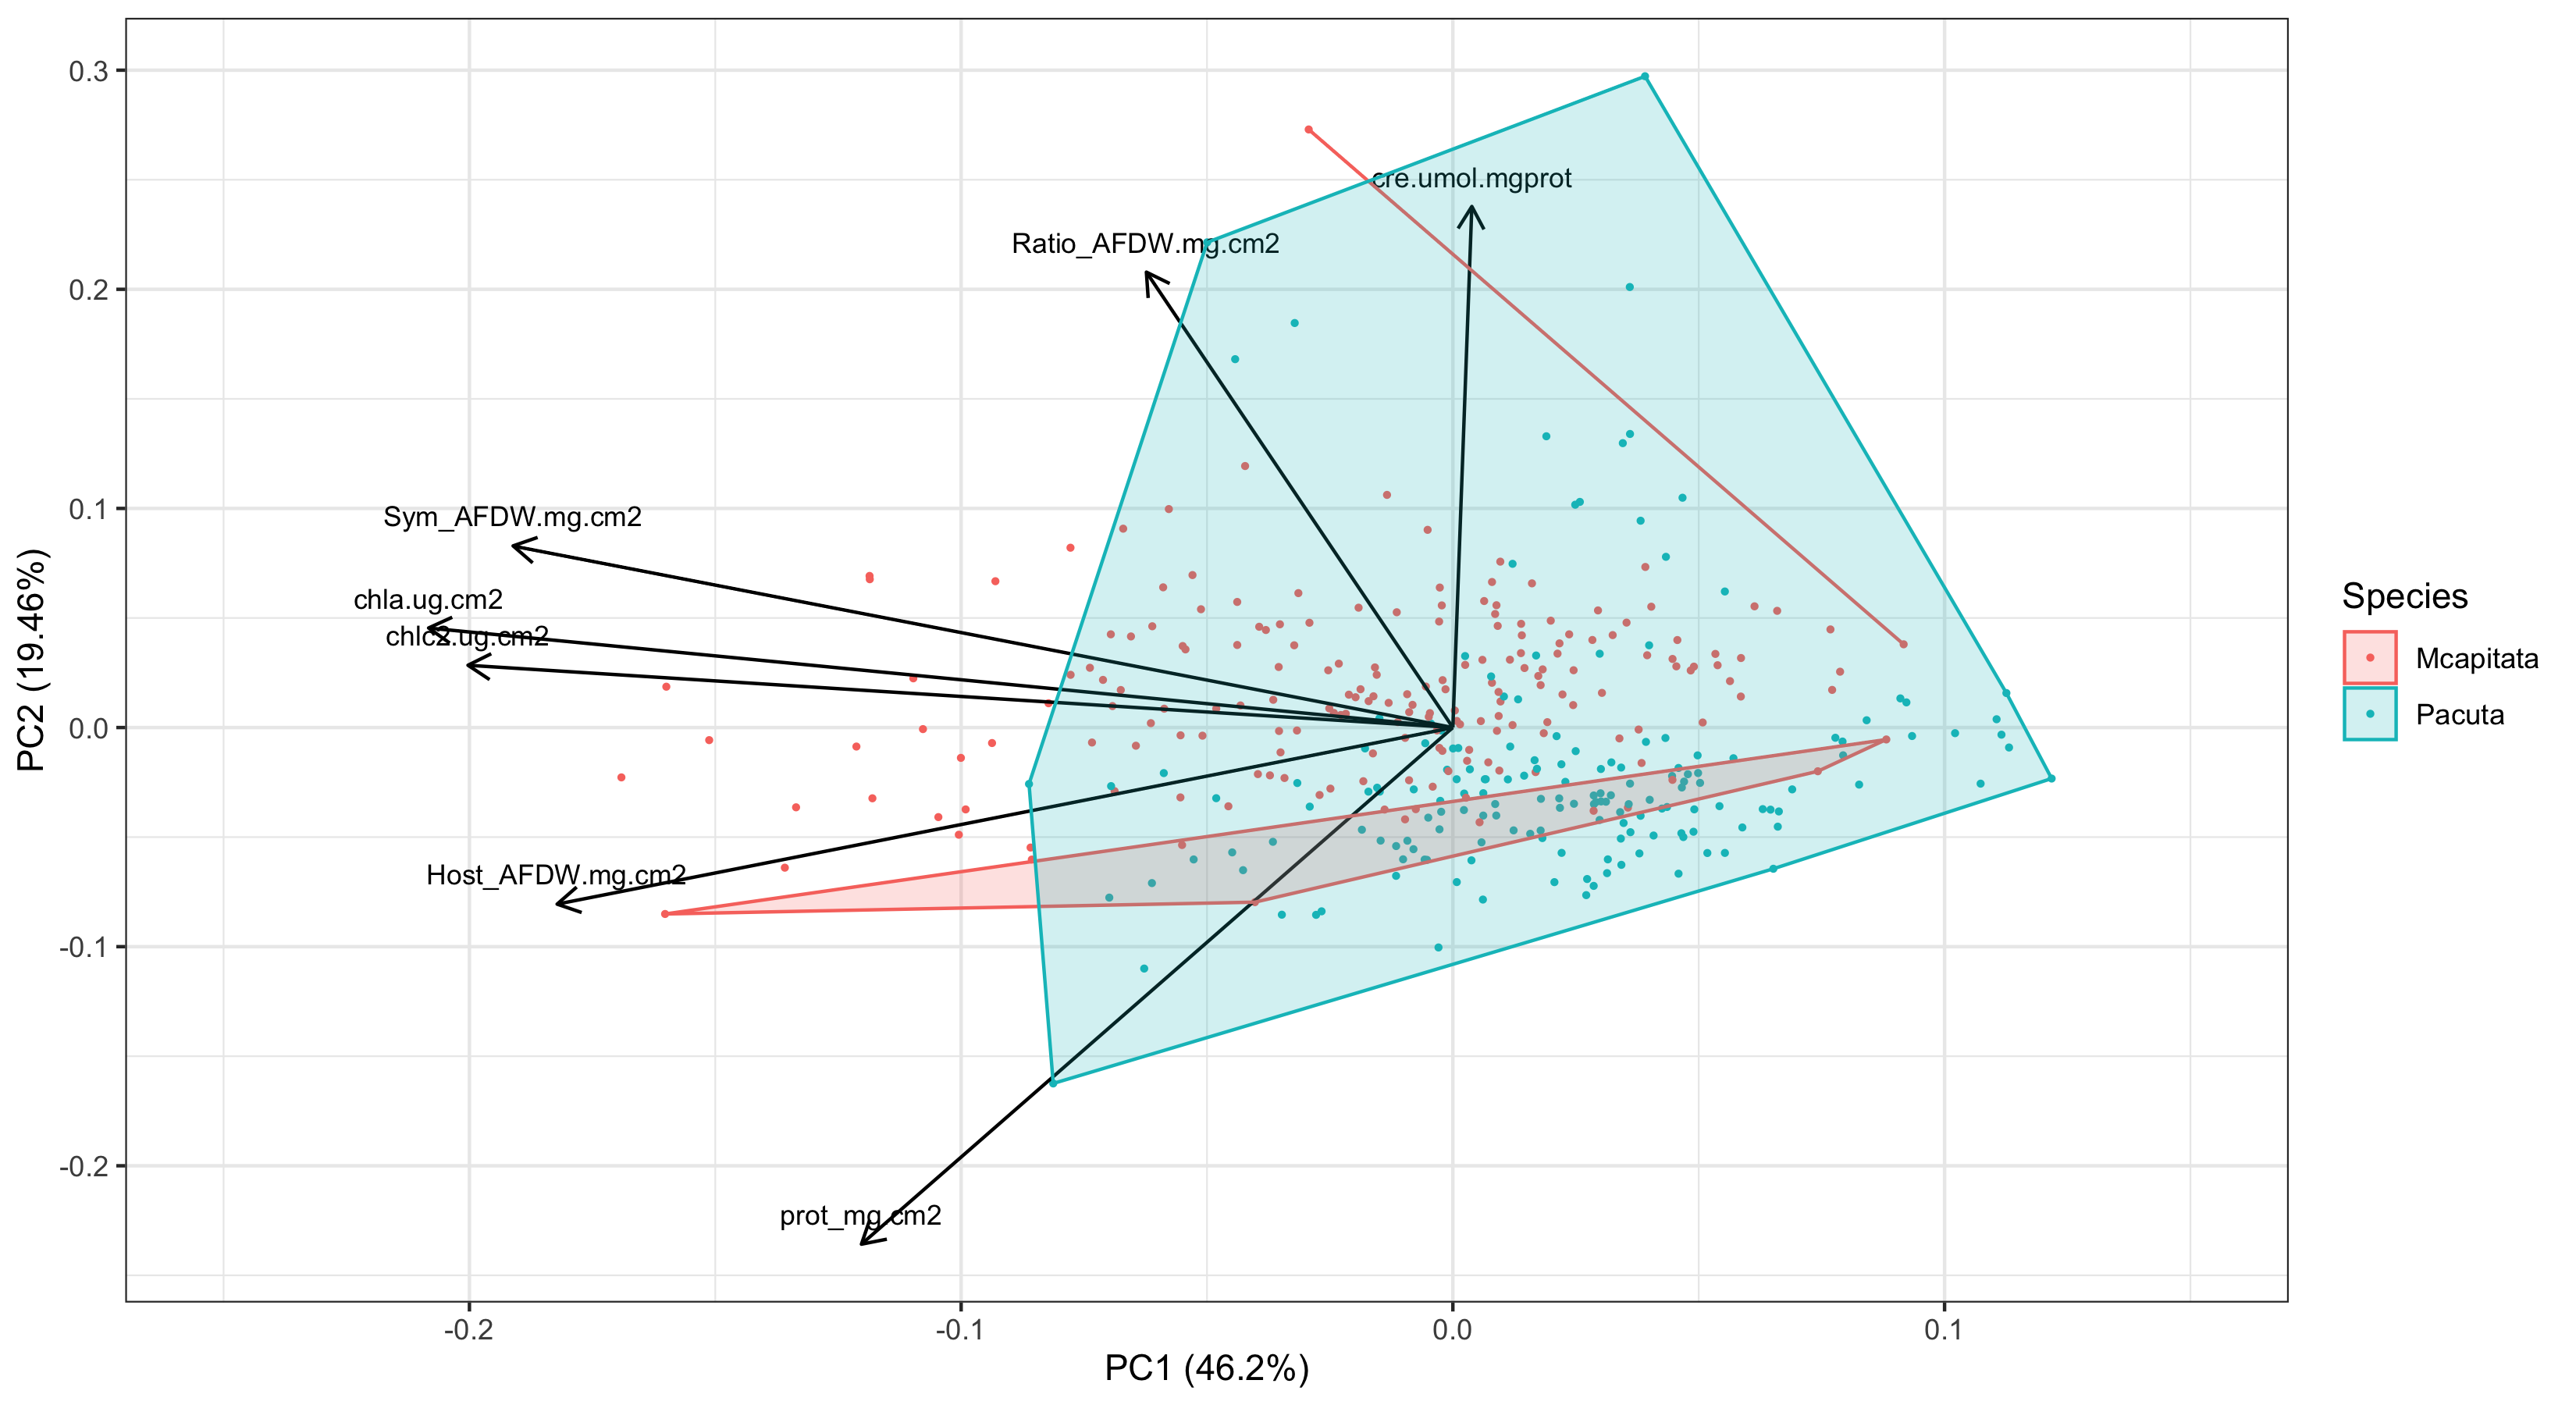 0.3
0.2
0.1
0.0
-0.1
-0.2
PC2 (19.46%)
cre.umol.mgprot
Ratio_AFDW.mg.cm2
Sym_AFDW.mg.cm2
chla.ug.cm2
chlc2.ug.cm2
Host_AFDW.mg.cm2
prot_mg.cm2
-0.2
-0.1
0.0
0.1
PC1 (46.2%)
Species
Mcapitata
Pacuta